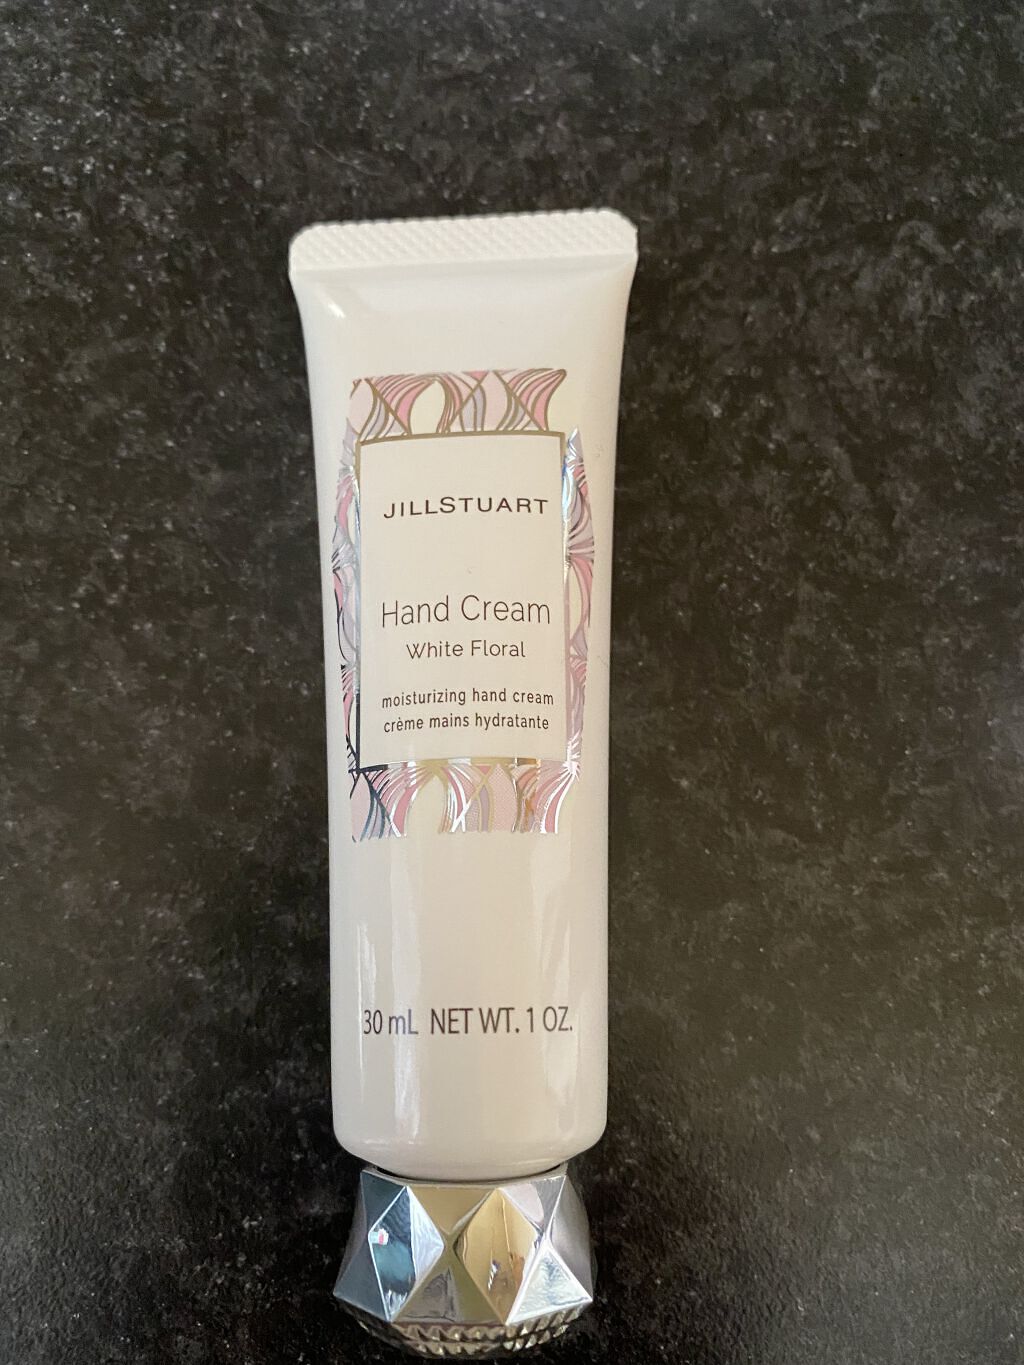 JILLSTUART
Hand Cream
White Floral
moisturizing hand cream
crème mains hydratante
30 mL NET WT. 1 OZ.